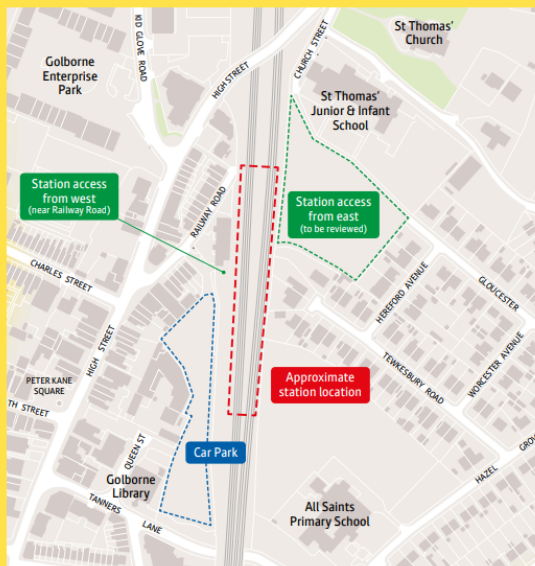 KID GLOVE ROAD
Golborne
Enterprise
Park
HIGH STREET
CHURCH STREET
St Thomas'
Church
St Thomas'
Junior & Infant
School
Station access
from west
(near Railway Road)
RAILWAY ROAD
Station access
from east
(to be reviewed)
CHARLES STREET
HEREFORD AVENUE
GLOUCESTER
HIGH STREET
TEWKESBURY ROAD
WORCESTER AVENUE
PETER KANE
SQUARE
Approximate
station location
TH STREET
QUEEN ST
Car Park
Golborne
Library
TANNERS LANE
All Saints
Primary School
HAZEL
GRO